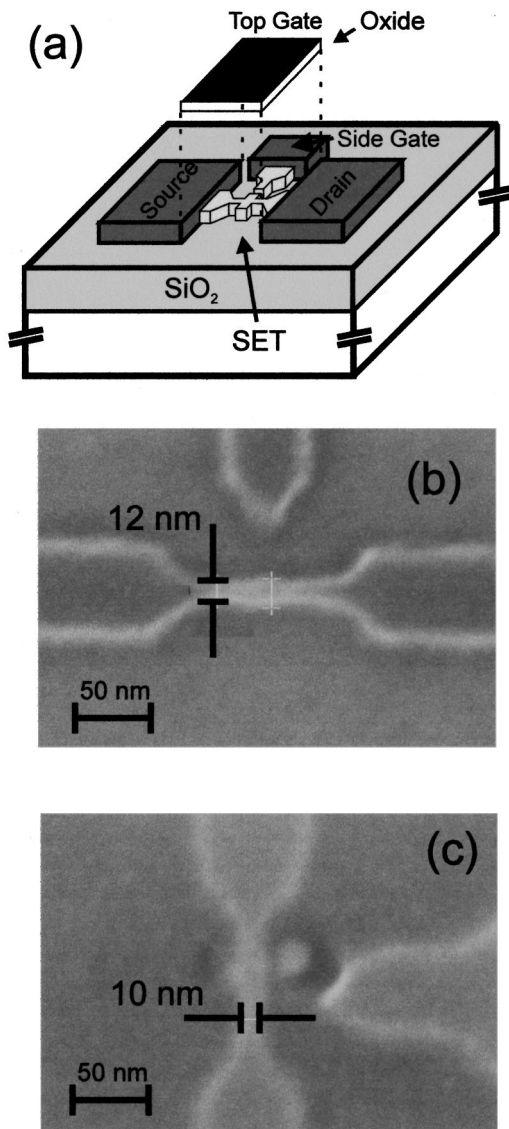 (a)
Top Gate
Oxide
Side Gate
Source
Drain
SiO₂
SET
(b)
12 nm
50 nm
(c)
10 nm
50 nm